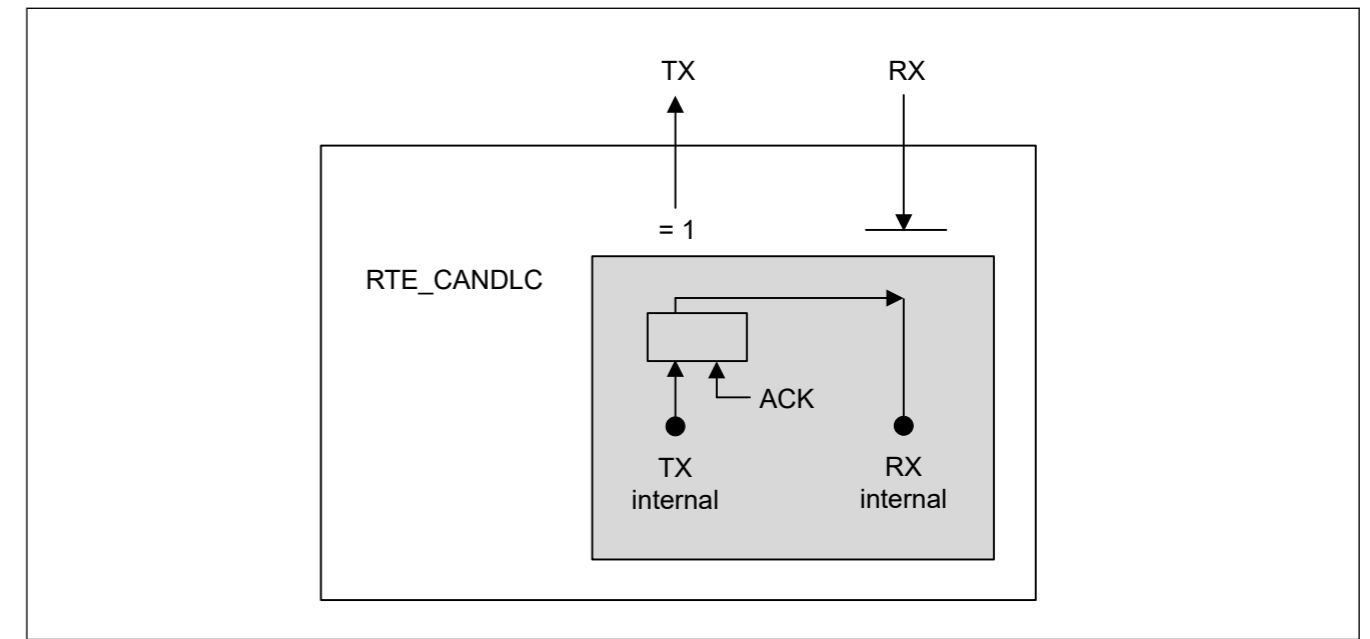 TX
RX
= 1
RTE_CANDLC
ACK
TX
internal
RX
internal